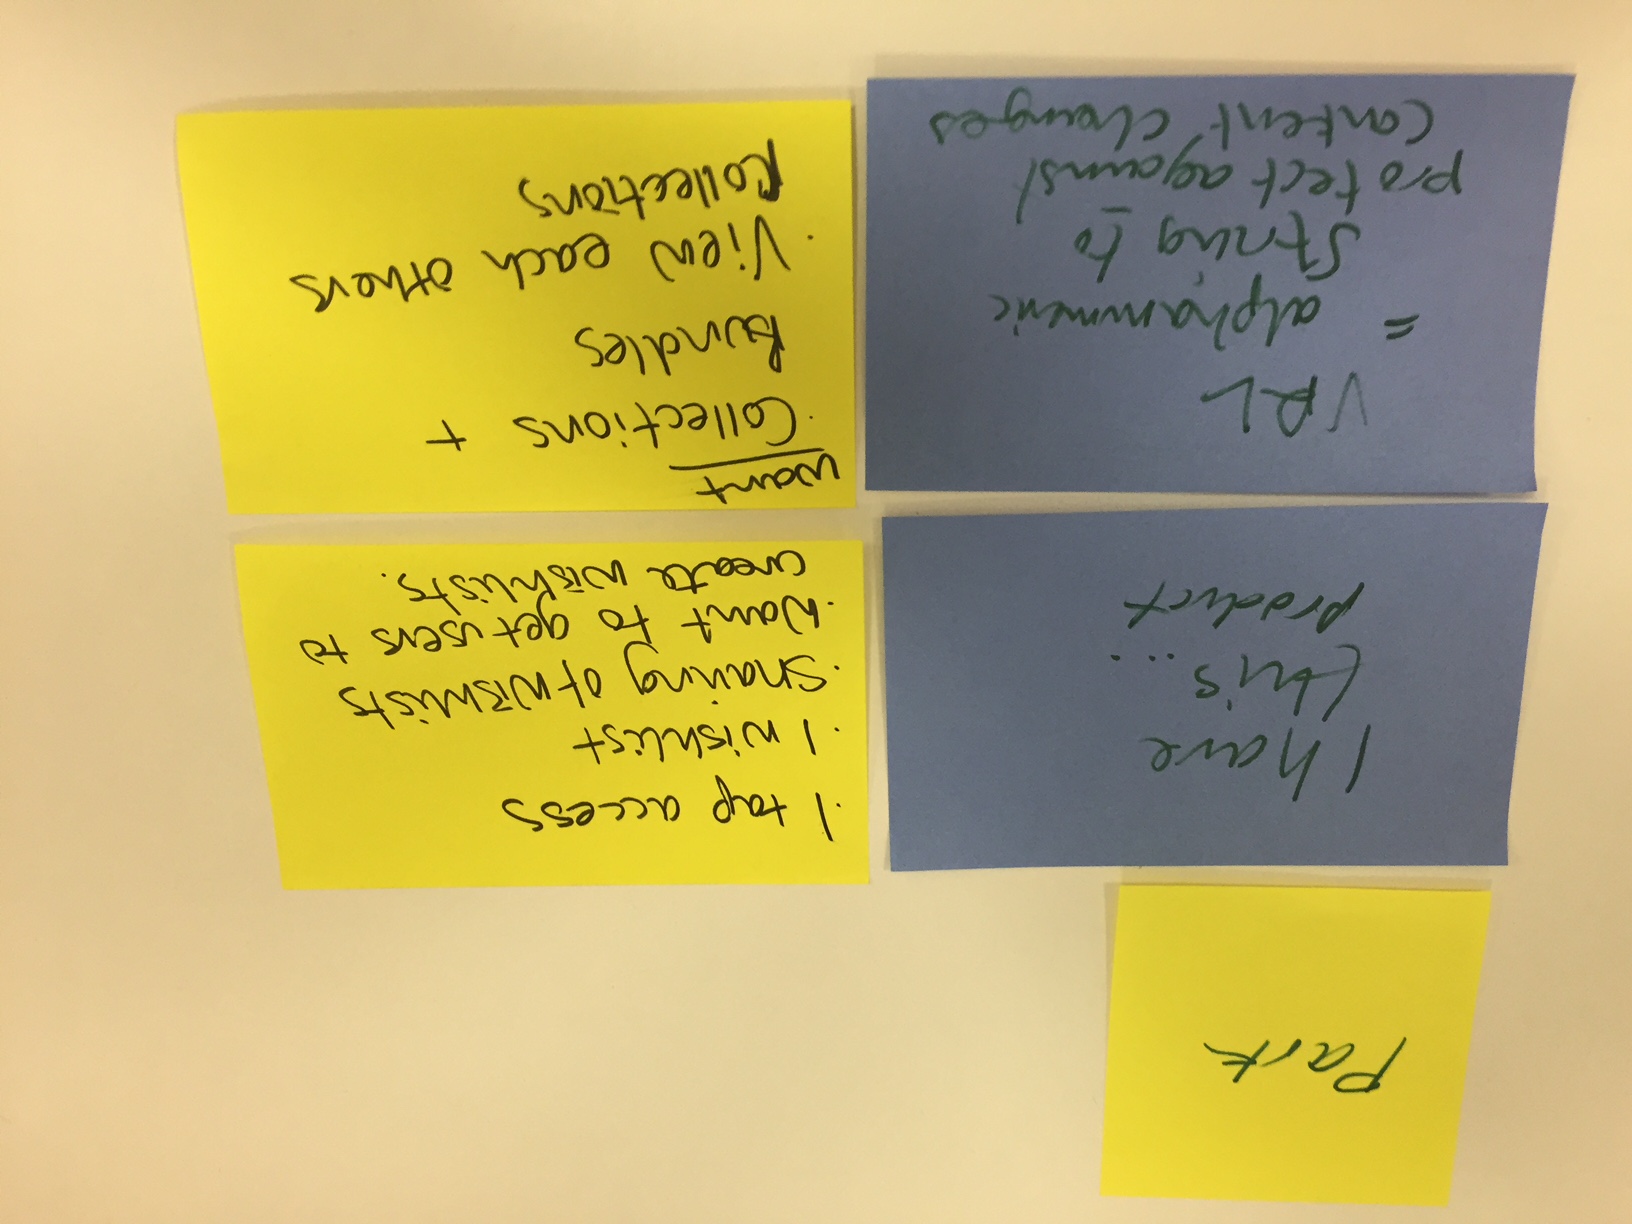 Park
I have
this...
product
· 1 tap access
· 1 wishlist
· Sharing of wishlists
· Want to get users to
create wishlists.
URL
= alphanumeric
string to
protect against
content changes
want
· Collections +
bundles
· View each others
collections